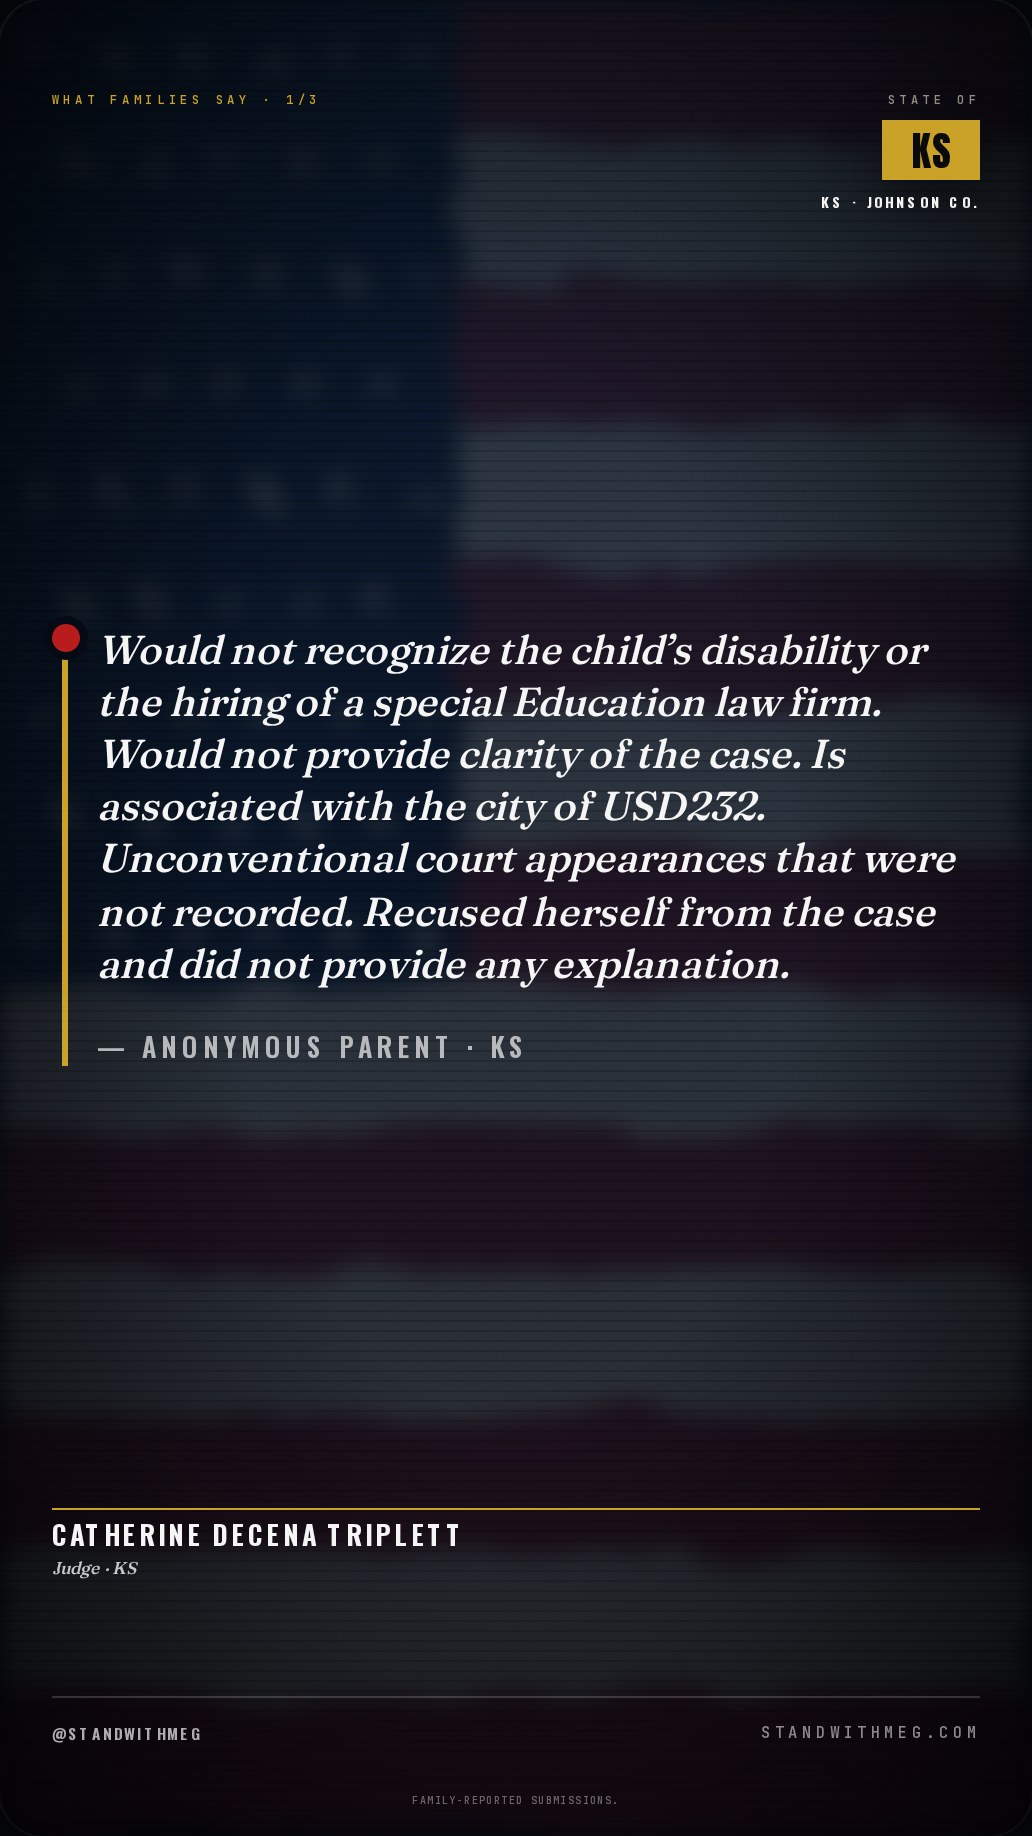 WHAT FAMILIES SAY · 1/3
STATE OF
KS
KS · JOHNSON CO.
Would not recognize the child’s disability or
the hiring of a special Education law firm.
Would not provide clarity of the case. Is
associated with the city of USD232.
Unconventional court appearances that were
not recorded. Recused herself from the case
and did not provide any explanation.
— ANONYMOUS PARENT · KS
CATHERINE DECENA TRIPLETT
Judge · KS
@STANDWITHMEG
STANDWITHMEG.COM
FAMILY-REPORTED SUBMISSIONS.